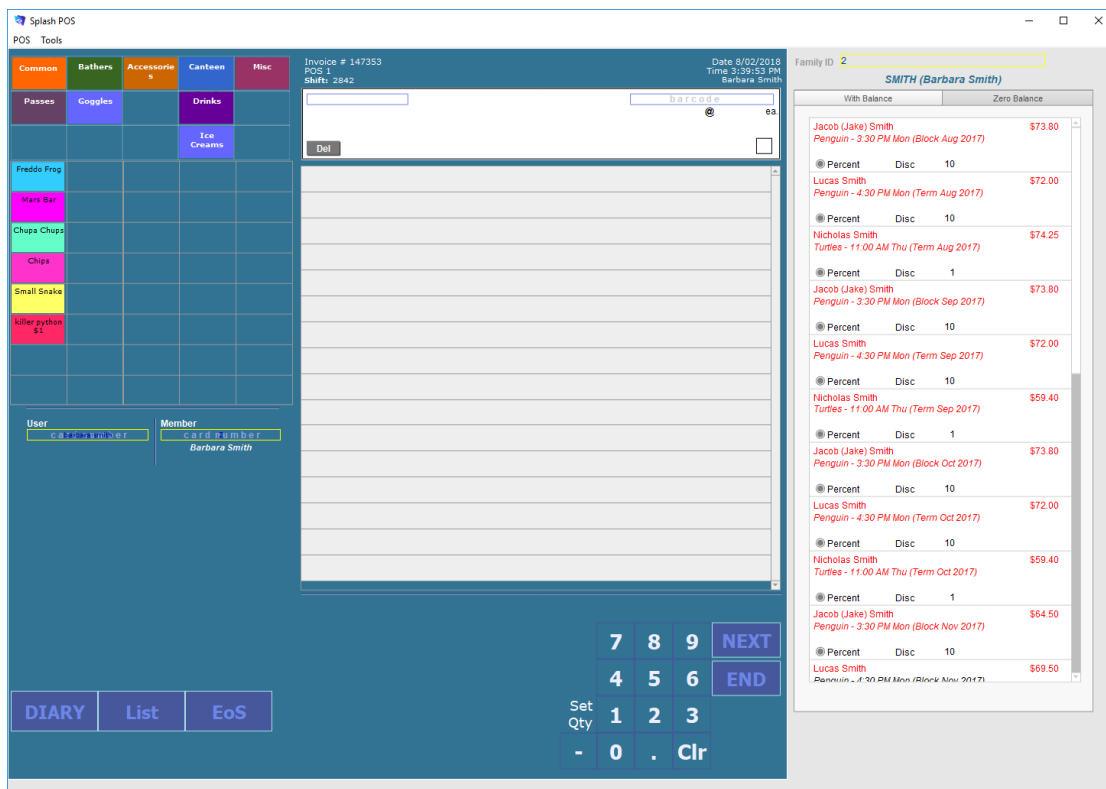 Splash POS
POS Tools
Common Bathers Accessories Canteen Misc
Passes Goggles Drinks
Ice Creams
Freddo Frog
Mars Bar
Chupa Chups
Chips
Small Snake
killer python $1
User Member
card number
Barbara Smith
DIARY List EoS
Invoice # 147353
POS 1
Shift: 2842
Date 8/02/2018
Time 3:39:53 PM
Barbara Smith
barcode
@ ea.
Del
7 8 9 NEXT
4 5 6 END
Set Qty 1 2 3
- 0 . Clr
Family ID 2
SMITH (Barbara Smith)
With Balance Zero Balance
Jacob (Jake) Smith $73.80
Penguin - 3:30 PM Mon (Block Aug 2017)
Percent Disc 10
Lucas Smith $72.00
Penguin - 4:30 PM Mon (Term Aug 2017)
Percent Disc 10
Nicholas Smith $74.25
Turtles - 11:00 AM Thu (Term Aug 2017)
Percent Disc 1
Jacob (Jake) Smith $73.80
Penguin - 3:30 PM Mon (Block Sep 2017)
Percent Disc 10
Lucas Smith $72.00
Penguin - 4:30 PM Mon (Term Sep 2017)
Percent Disc 10
Nicholas Smith $59.40
Turtles - 11:00 AM Thu (Term Sep 2017)
Percent Disc 1
Jacob (Jake) Smith $73.80
Penguin - 3:30 PM Mon (Block Oct 2017)
Percent Disc 10
Lucas Smith $72.00
Penguin - 4:30 PM Mon (Term Oct 2017)
Percent Disc 10
Nicholas Smith $59.40
Turtles - 11:00 AM Thu (Term Oct 2017)
Percent Disc 1
Jacob (Jake) Smith $64.50
Penguin - 3:30 PM Mon (Block Nov 2017)
Percent Disc 10
Lucas Smith $69.50
Penguin - 4:30 PM Mon (Block Nov 2017)